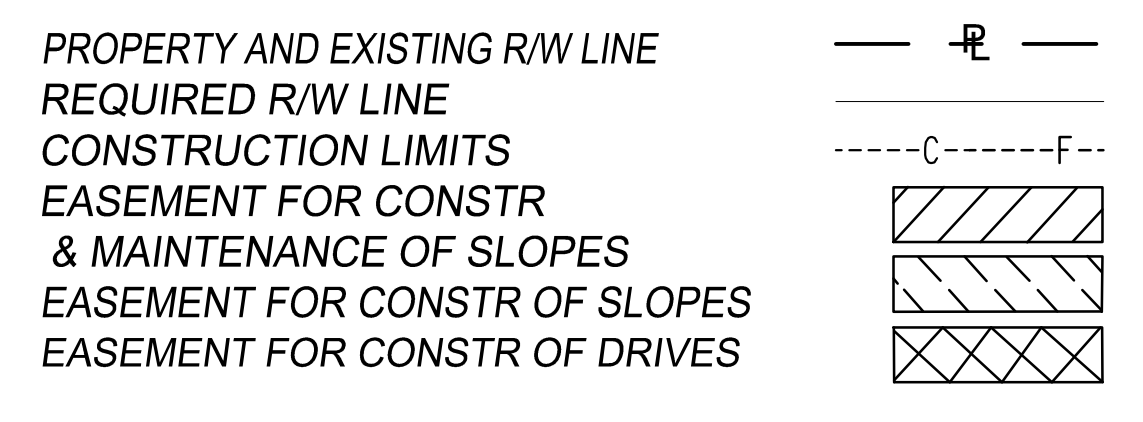 PROPERTY AND EXISTING R/W LINE PL
REQUIRED R/W LINE
CONSTRUCTION LIMITS C F
EASEMENT FOR CONSTR
& MAINTENANCE OF SLOPES
EASEMENT FOR CONSTR OF SLOPES
EASEMENT FOR CONSTR OF DRIVES